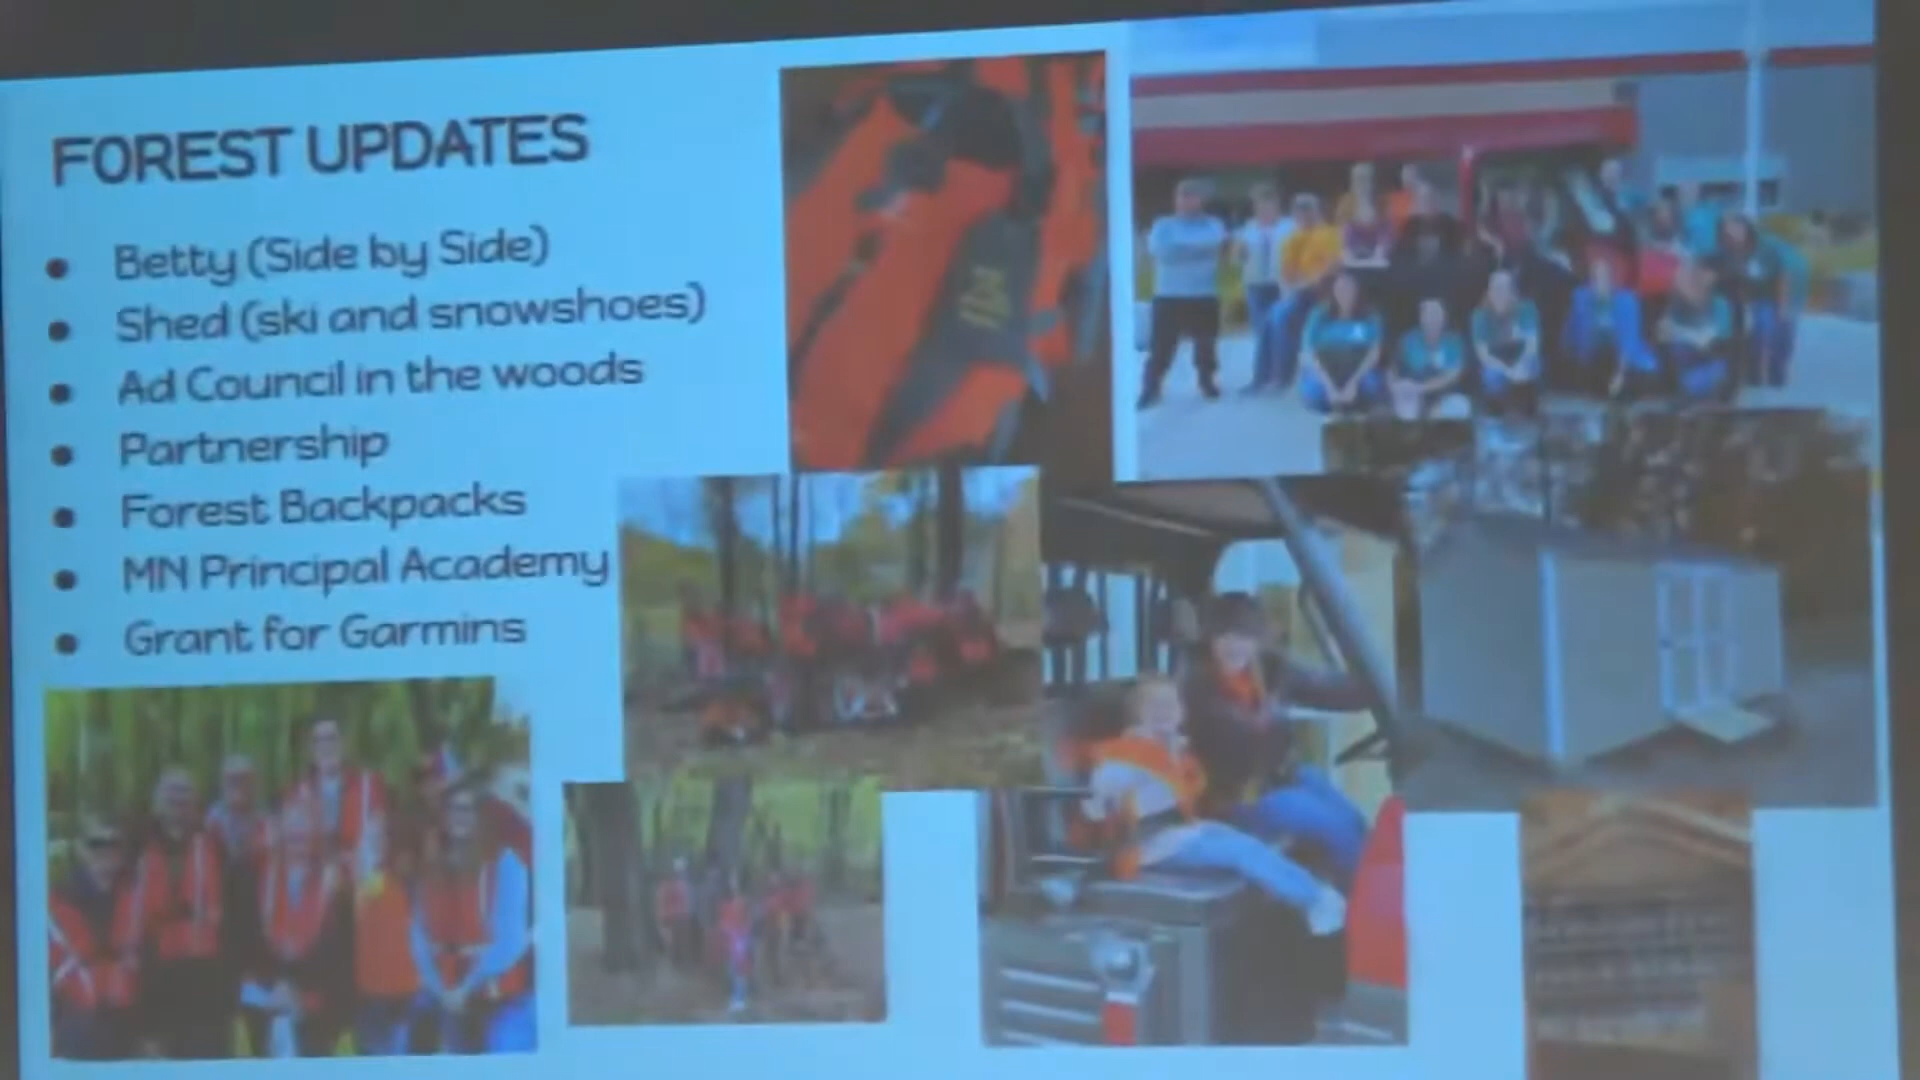 FOREST UPDATES
Betty (Side by Side)
Shed (ski and snowshoes)
Ad Council in the woods
Partnership
Forest Backpacks
MN Principal Academy
Grant for Garmins